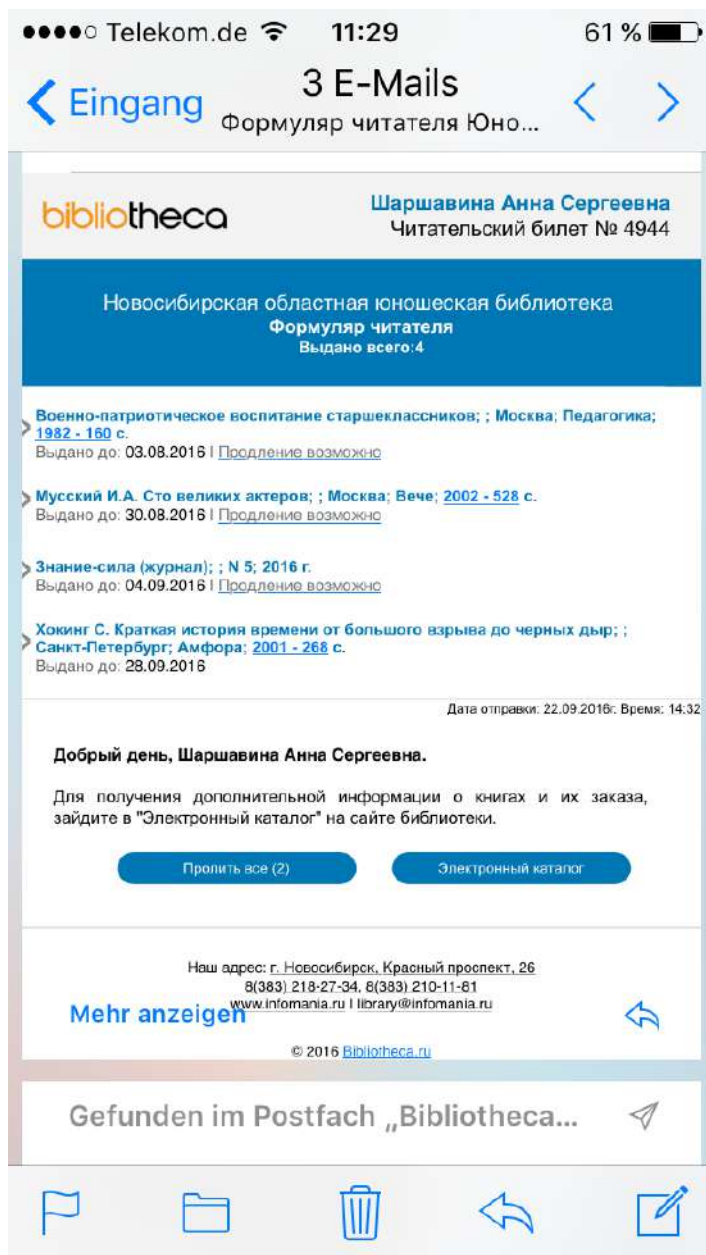 Telekom.de 11:29 61 %
Eingang
3 E-Mails
Формуляр читателя Юно...
bibliotheca
Шаршавина Анна Сергеевна
Читательский билет № 4944
Новосибирская областная юношеская библиотека
Формуляр читателя
Выдано всего:4
Военно-патриотическое воспитание старшеклассников; ; Москва; Педагогика;
1982 - 160 с.
Выдано до: 03.08.2016 | Продление возможно
Мусский И.А. Сто великих актеров; ; Москва; Вече; 2002 - 528 с.
Выдано до: 30.08.2016 | Продление возможно
Знание-сила (журнал); ; N 5; 2016 г.
Выдано до: 04.09.2016 | Продление возможно
Хокинг С. Краткая история времени от большого взрыва до черных дыр; ;
Санкт-Петербург; Амфора; 2001 - 268 с.
Выдано до: 28.09.2016
Дата отправки: 22.09.2016г. Время: 14:32
Добрый день, Шаршавина Анна Сергеевна.
Для получения дополнительной информации о книгах и их заказа,
зайдите в "Электронный каталог" на сайте библиотеки.
Пролить все (2) Электронный каталог
Наш адрес: г. Новосибирск, Красный проспект, 26
8(383) 218-27-34, 8(383) 210-11-81
www.infomania.ru | library@infomania.ru
Mehr anzeigen
© 2016 Bibliotheca.ru
Gefunden im Postfach „Bibliotheca...